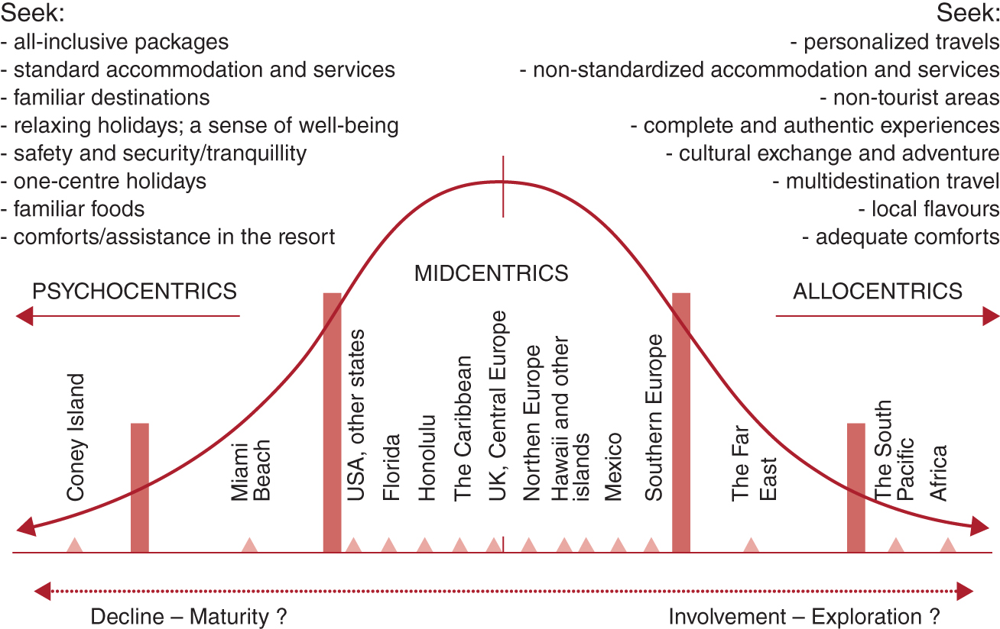 Seek:
- all-inclusive packages
- standard accommodation and services
- familiar destinations
- relaxing holidays; a sense of well-being
- safety and security/tranquillity
- one-centre holidays
- familiar foods
- comforts/assistance in the resort
Seek:
- personalized travels
- non-standardized accommodation and services
- non-tourist areas
- complete and authentic experiences
- cultural exchange and adventure
- multidestination travel
- local flavours
- adequate comforts
PSYCHOCENTRICS
MIDCENTRICS
ALLOCENTRICS
Coney Island
Miami
Beach
USA, other states
Florida
Honolulu
The Caribbean
UK, Central Europe
Northen Europe
Hawaii and other
islands
Mexico
Southern Europe
The Far
East
The South
Pacific
Africa
Decline – Maturity ?
Involvement – Exploration ?